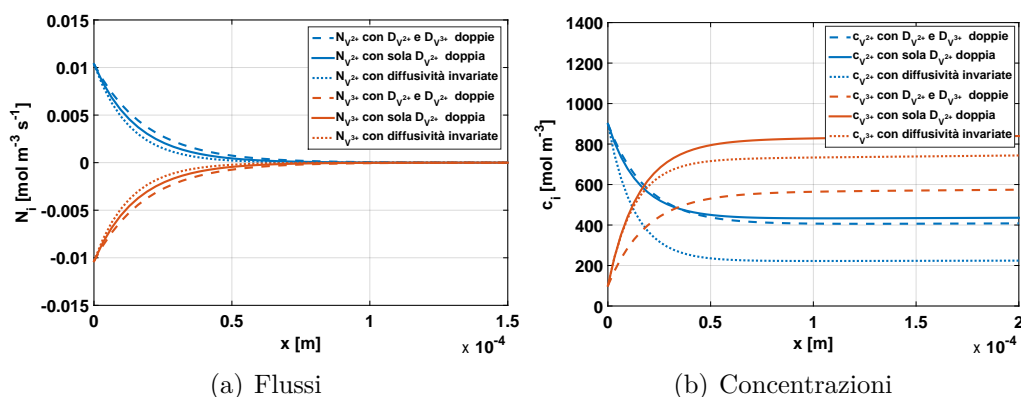 0.015
0.01
0.005
0
-0.005
-0.01
-0.015
N_i [mol m⁻³ s⁻¹]
N_V²⁺ con D_V²⁺ e D_V³⁺ doppie
N_V²⁺ con sola D_V²⁺ doppia
N_V²⁺ con diffusività invariate
N_V³⁺ con D_V²⁺ e D_V³⁺ doppie
N_V³⁺ con sola D_V²⁺ doppia
N_V³⁺ con diffusività invariate
0 0.5 1 1.5
x [m]
× 10⁻⁴
(a) Flussi
1400
1200
1000
800
600
400
200
0
c_i [mol m⁻³]
c_V²⁺ con D_V²⁺ e D_V³⁺ doppie
c_V²⁺ con sola D_V²⁺ doppia
c_V²⁺ con diffusività invariate
c_V³⁺ con D_V²⁺ e D_V³⁺ doppie
c_V³⁺ con sola D_V²⁺ doppia
c_V³⁺ con diffusività invariate
0 0.5 1 1.5 2
x [m]
× 10⁻⁴
(b) Concentrazioni